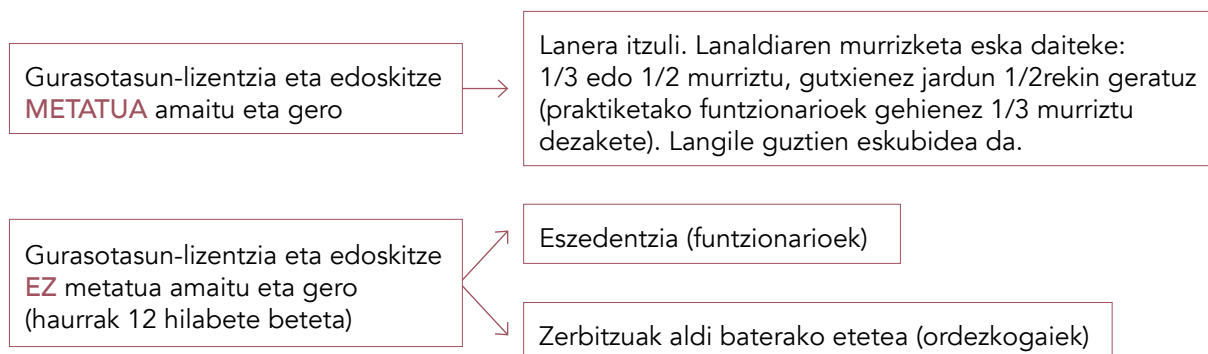 Gurasotasun-lizentzia eta edoskitze
METATUA amaitu eta gero
Lanera itzuli. Lanaldiaren murrizketa eska daiteke:
1/3 edo 1/2 murriztu, gutxienez jardun 1/2rekin geratuz
(praktiketako funtzionarioek gehienez 1/3 murriztu
dezakete). Langile guztien eskubidea da.
Gurasotasun-lizentzia eta edoskitze
EZ metatua amaitu eta gero
(haurrak 12 hilabete beteta)
Eszedentzia (funtzionarioek)
Zerbitzuak aldi baterako etetea (ordezkogaiek)